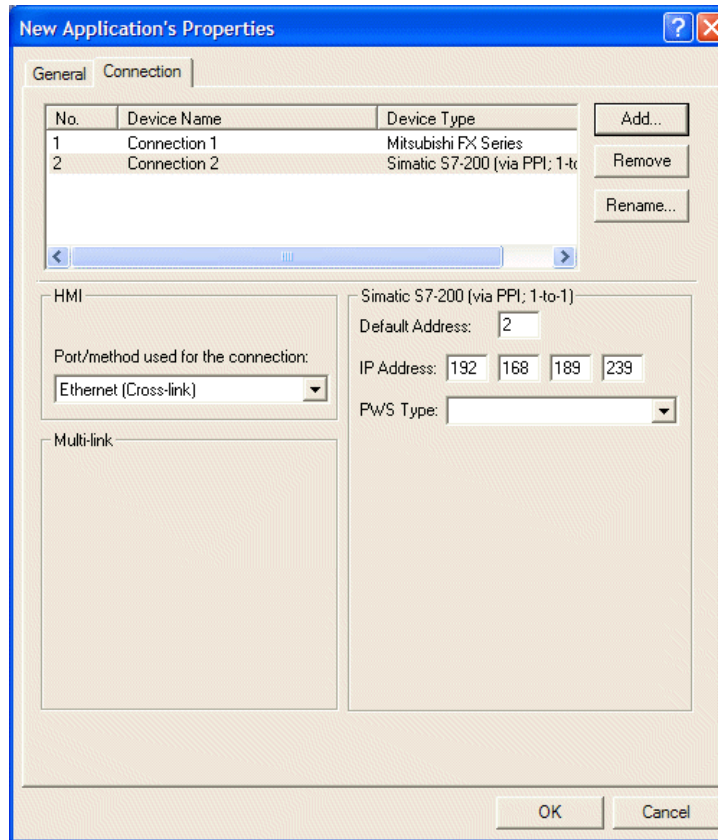 New Application's Properties
General Connection
No. Device Name Device Type
1 Connection 1 Mitsubishi FX Series
2 Connection 2 Simatic S7-200 (via PPI; 1-to
Add...
Remove
Rename...
HMI
Port/method used for the connection:
Ethernet (Cross-link)
Multi-link
Simatic S7-200 (via PPI; 1-to-1)
Default Address: 2
IP Address: 192 168 189 239
PWS Type:
OK Cancel